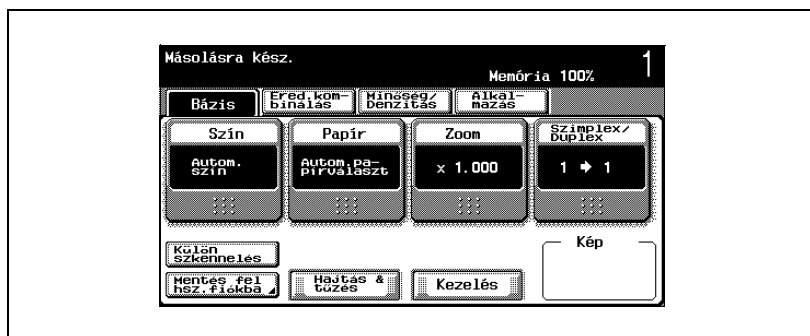 Másolásra kész.
Memória 100%
1
Bázis
Ered.kom-
binálás
Minőség/
Denzitás
Alkal-
mazás
Szín
Papír
Zoom
Szimplex/
Duplex
Autom.
szín
Autom.pa-
pírválaszt
x 1.000
1 ➔ 1
Külön
szkennelés
Kép
Mentés fel
hsz.fiókba
Hajtás &
tűzés
Kezelés